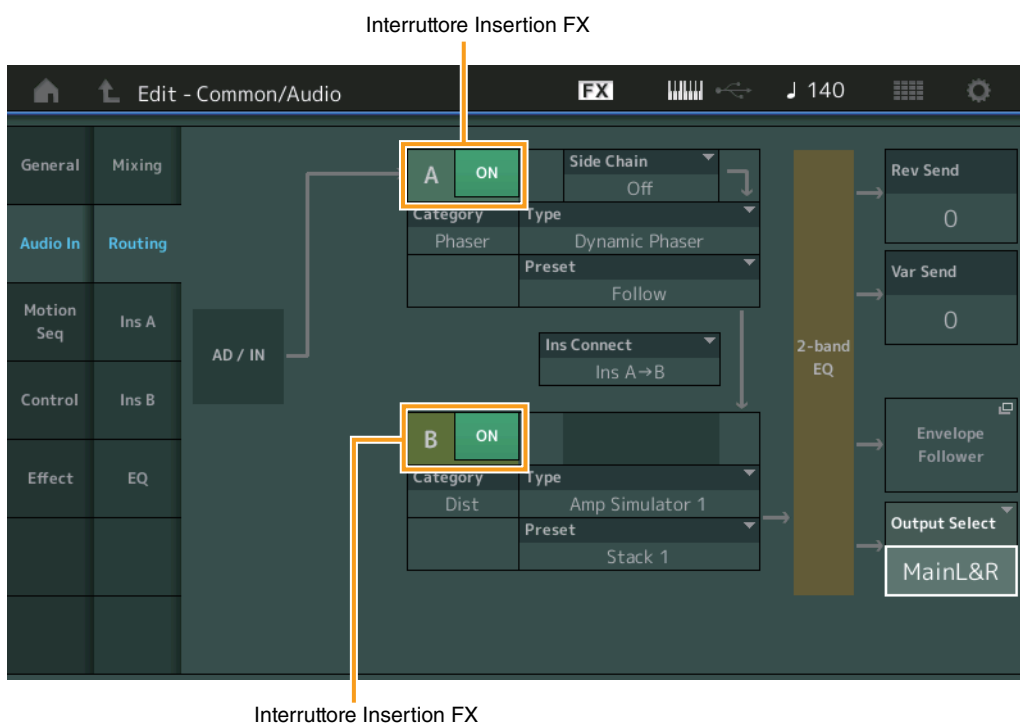 Interruttore Insertion FX
Edit - Common/Audio
FX
♩ 140
General
Mixing
Audio In
Routing
Motion
Seq
Ins A
Control
Ins B
Effect
EQ
AD / IN
A
ON
Side Chain
Off
Category
Phaser
Type
Dynamic Phaser
Preset
Follow
Ins Connect
Ins A→B
B
ON
Category
Dist
Type
Amp Simulator 1
Preset
Stack 1
2-band
EQ
Rev Send
0
Var Send
0
Envelope
Follower
Output Select
MainL&R
Interruttore Insertion FX